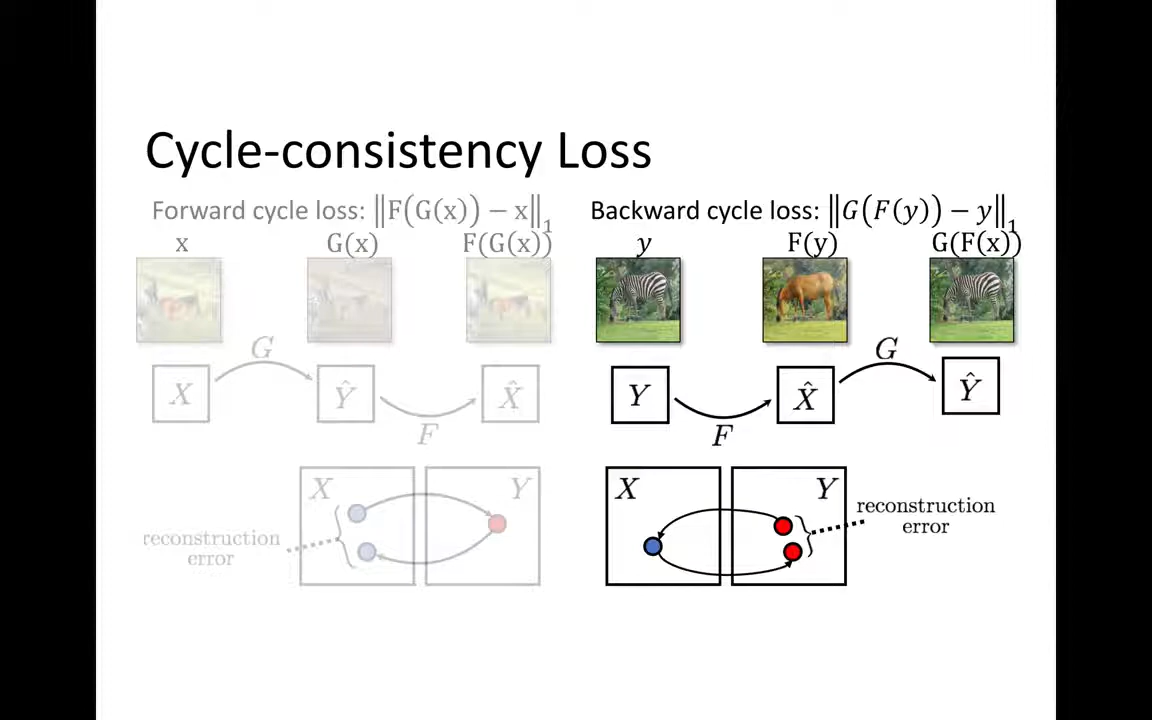 Cycle-consistency Loss
Forward cycle loss: ‖F(G(x)) − x‖₁
x G(x) F(G(x))
G
X Ŷ X̂
F
X Y
reconstruction
error
Backward cycle loss: ‖G(F(y)) − y‖₁
y F(y) G(F(x))
G
Y X̂ Ŷ
F
X Y
reconstruction
error